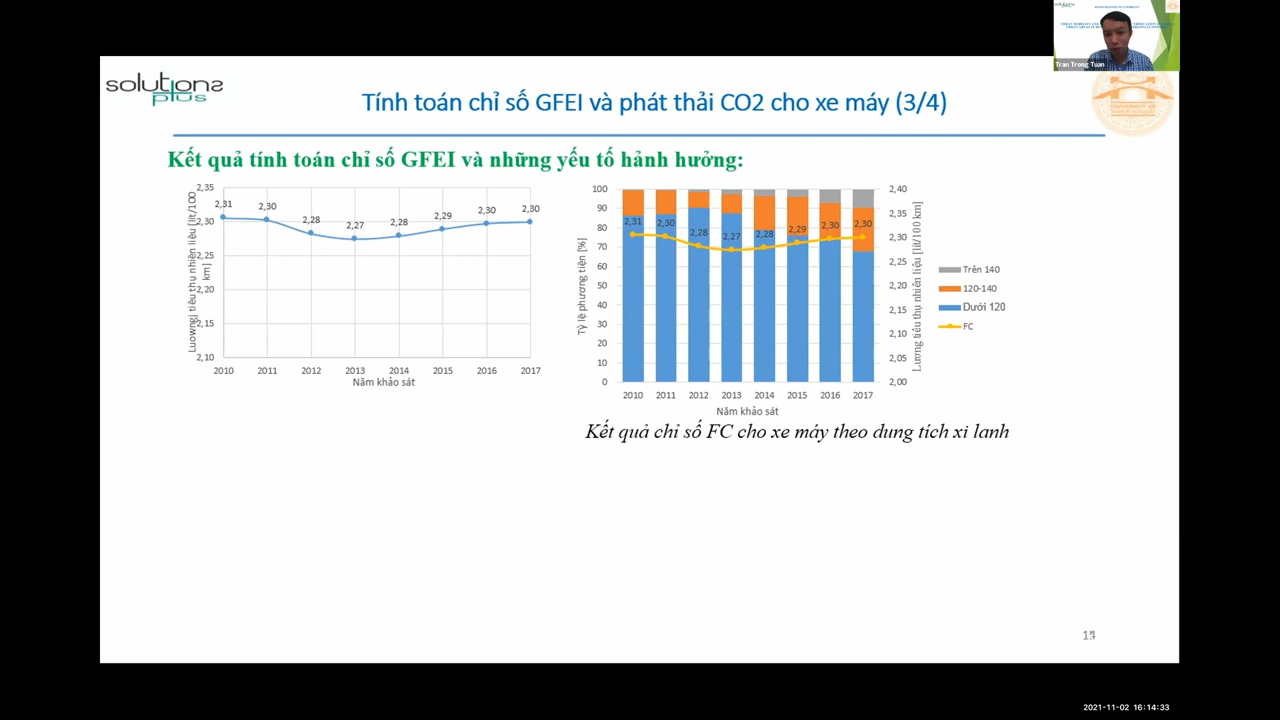 solutions
plus
Tran Trong Tuan
Tính toán chỉ số GFEI và phát thải CO2 cho xe máy (3/4)
Kết quả tính toán chỉ số GFEI và những yếu tố hảnh hưởng:
Luowngj tiêu thụ nhiên liệu [lít/100 km]
2,35
2,30
2,25
2,20
2,15
2,10
2,31
2,30
2,28
2,27
2,28
2,29
2,30
2,30
2010 2011 2012 2013 2014 2015 2016 2017
Năm khảo sát
Tỷ lệ phương tiện [%]
100
90
80
70
60
50
40
30
20
10
0
2,31
2,30
2,28
2,27
2,28
2,29
2,30
2,30
2,40
2,35
2,30
2,25
2,20
2,15
2,10
2,05
2,00
Lượng tiêu thụ nhiên liệu [lít/100 km]
2010 2011 2012 2013 2014 2015 2016 2017
Năm khảo sát
Trên 140
120-140
Dưới 120
FC
Kết quả chỉ số FC cho xe máy theo dung tích xi lanh
2021-11-02 16:14:33